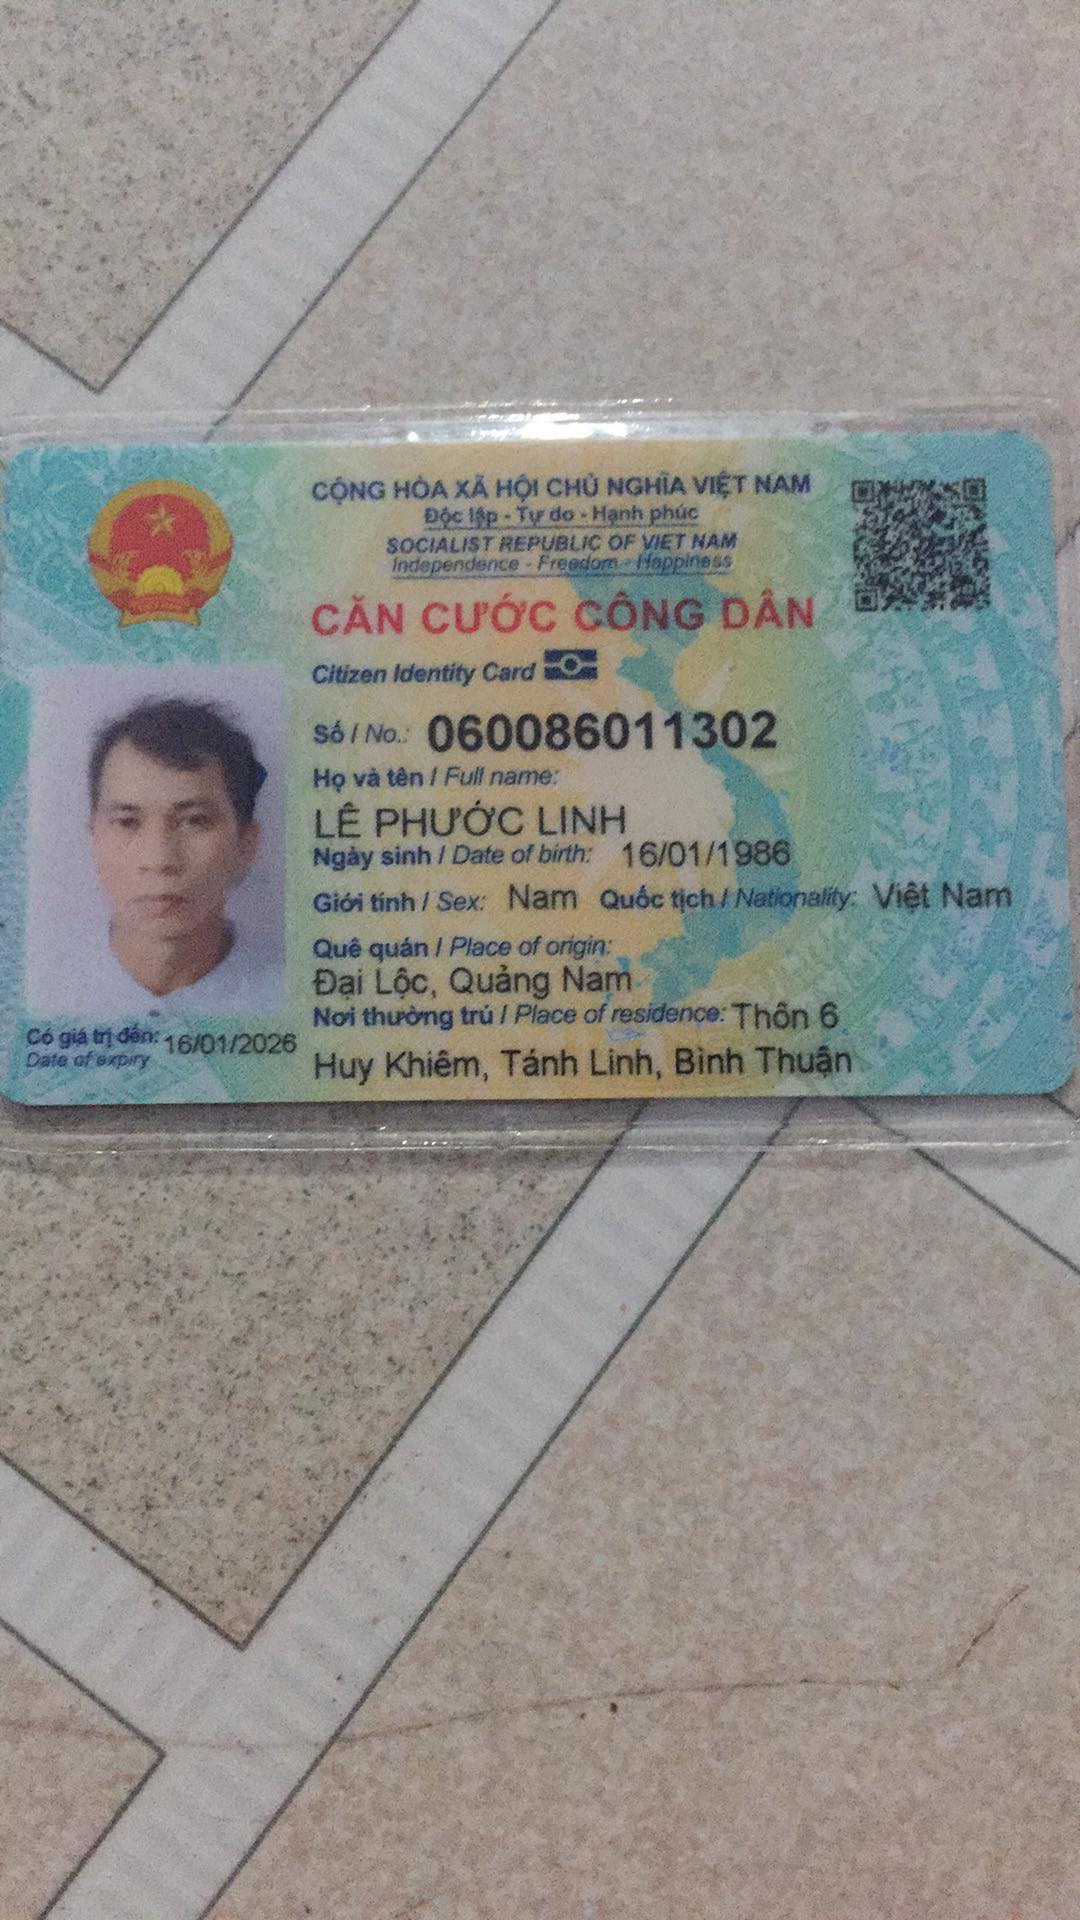 CỘNG HÒA XÃ HỘI CHỦ NGHĨA VIỆT NAM
Độc lập - Tự do - Hạnh phúc
SOCIALIST REPUBLIC OF VIET NAM
Independence - Freedom - Happiness
CĂN CƯỚC CÔNG DÂN
Citizen Identity Card
Số / No.: 060086011302
Họ và tên / Full name:
LÊ PHƯỚC LINH
Ngày sinh / Date of birth: 16/01/1986
Giới tính / Sex: Nam Quốc tịch / Nationality: Việt Nam
Quê quán / Place of origin:
Đại Lộc, Quảng Nam
Nơi thường trú / Place of residence: Thôn 6
Huy Khiêm, Tánh Linh, Bình Thuận
Có giá trị đến: 16/01/2026
Date of expiry